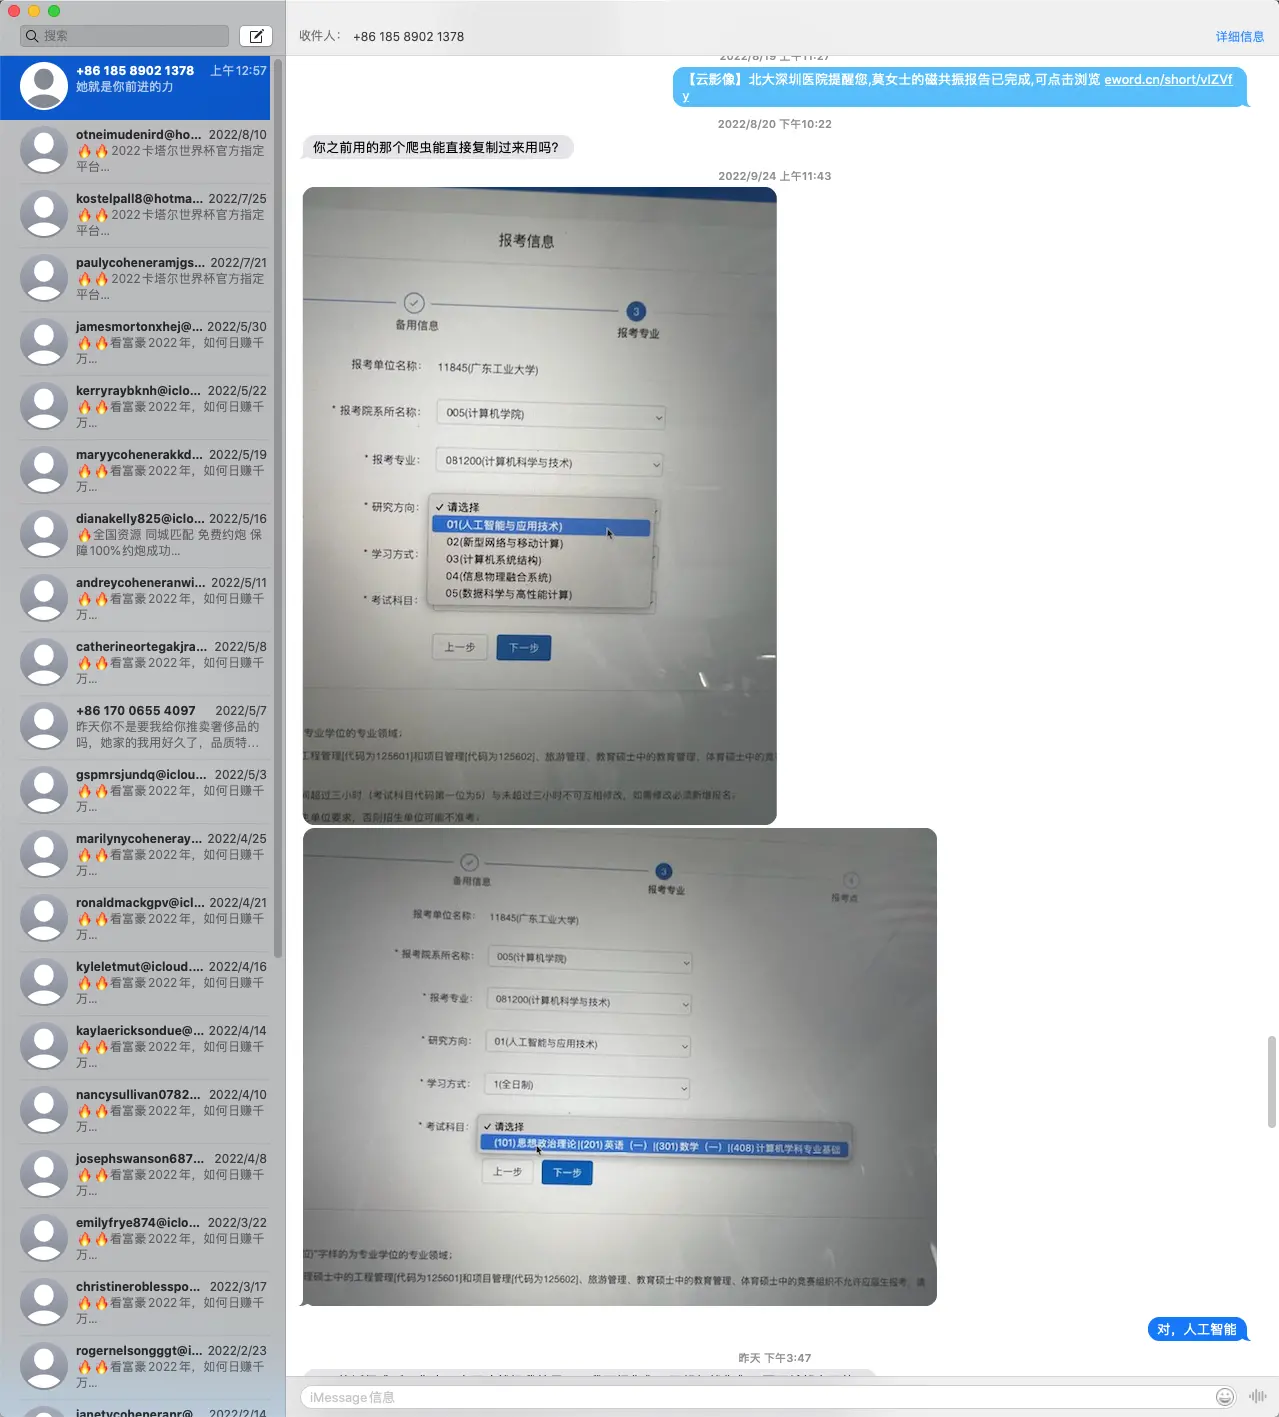 搜索
+86 185 8902 1378 上午12:57
她就是你前进的力
otneimudenird@ho... 2022/8/10
🔥🔥2022卡塔尔世界杯官方指定
平台...
kostelpall8@hotma... 2022/7/25
🔥🔥2022卡塔尔世界杯官方指定
平台...
paulycoheneramjgs... 2022/7/21
🔥🔥2022卡塔尔世界杯官方指定
平台...
jamesmortonxhej@... 2022/5/30
🔥🔥看富豪2022年，如何日赚千
万...
kerryraybknh@iclo... 2022/5/22
🔥🔥看富豪2022年，如何日赚千
万...
maryycohenerakkd... 2022/5/19
🔥🔥看富豪2022年，如何日赚千
万...
dianakelly825@iclo... 2022/5/16
🔥全国资源 同城匹配 免费约炮 保
障100%约炮成功...
andreycoheneranwi... 2022/5/11
🔥🔥看富豪2022年，如何日赚千
万...
catherineortegakjra... 2022/5/8
🔥🔥看富豪2022年，如何日赚千
万...
+86 170 0655 4097 2022/5/7
昨天你不是要我给你推卖奢侈品的
吗，她家的我用好久了，品质特...
gspmrsjundq@iclou... 2022/5/3
🔥🔥看富豪2022年，如何日赚千
万...
marilynycoheneray... 2022/4/25
🔥🔥看富豪2022年，如何日赚千
万...
ronaldmackgpv@icl... 2022/4/21
🔥🔥看富豪2022年，如何日赚千
万...
kyleletmut@icloud.... 2022/4/16
🔥🔥看富豪2022年，如何日赚千
万...
kaylaericksondue@... 2022/4/14
🔥🔥看富豪2022年，如何日赚千
万...
nancysullivan0782... 2022/4/10
🔥🔥看富豪2022年，如何日赚千
万...
josephswanson687... 2022/4/8
🔥🔥看富豪2022年，如何日赚千
万...
emilyfrye874@iclo... 2022/3/22
🔥🔥看富豪2022年，如何日赚千
万...
christineroblesspo... 2022/3/17
🔥🔥看富豪2022年，如何日赚千
万...
rogernelsongggt@i... 2022/2/23
🔥🔥看富豪2022年，如何日赚千
万...
janetycoheneranr@... 2022/2/14
收件人： +86 185 8902 1378 详细信息
2022/8/19 上午11:27
【云影像】北大深圳医院提醒您,莫女士的磁共振报告已完成,可点击浏览 eword.cn/short/vIZVf
y
2022/8/20 下午10:22
你之前用的那个爬虫能直接复制过来用吗？
2022/9/24 上午11:43
报考信息
3
备用信息 报考专业
报考单位名称： 11845(广东工业大学)
* 报考院系所名称： 005(计算机学院)
* 报考专业： 081200(计算机科学与技术)
* 研究方向： ✓ 请选择
01(人工智能与应用技术)
02(新型网络与移动计算)
* 学习方式： 03(计算机系统结构)
04(信息物理融合系统)
* 考试科目： 05(数据科学与高性能计算)
上一步 下一步
专业学位的专业领域；
工程管理[代码为125601]和项目管理[代码为125602]、旅游管理、教育硕士中的教育管理、体育硕士中的竞
间超过三小时（考试科目代码第一位为5）与未超过三小时不可互相修改，如需修改必须新增报名；
生单位要求，否则招生单位可能不准考；
3 4
备用信息 报考专业 报考点
报考单位名称： 11845(广东工业大学)
* 报考院系所名称： 005(计算机学院)
* 报考专业： 081200(计算机科学与技术)
* 研究方向： 01(人工智能与应用技术)
* 学习方式： 1(全日制)
* 考试科目： ✓ 请选择
(101)思想政治理论|(201)英语（一）|(301)数学（一）|(408)计算机学科专业基础
上一步 下一步
位)"字样的为专业学位的专业领域；
理硕士中的工程管理[代码为125601]和项目管理[代码为125602]、旅游管理、教育硕士中的教育管理、体育硕士中的竞赛组织不允许应届生报考，请
对，人工智能
昨天 下午3:47
iMessage信息